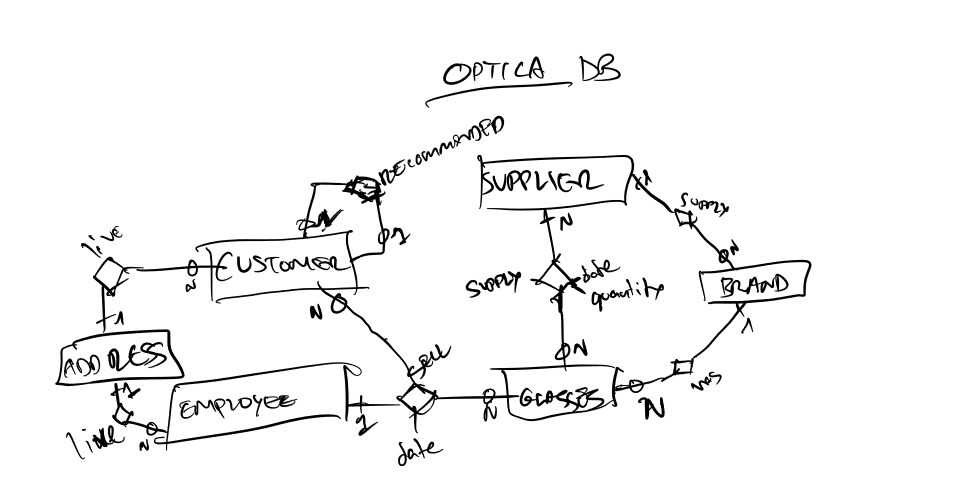 OPTICA DB
RECOMMANDED
SUPPLIER
1
SUPPLY
N
1
live
CUSTOMER
N
N
N
SUPPLY
date
quantity
N
BRAND
1
ADDRESS
1
N
1
SELL
EMPLOYEE
1
N
GLASSES
N
HAS
live
N
date